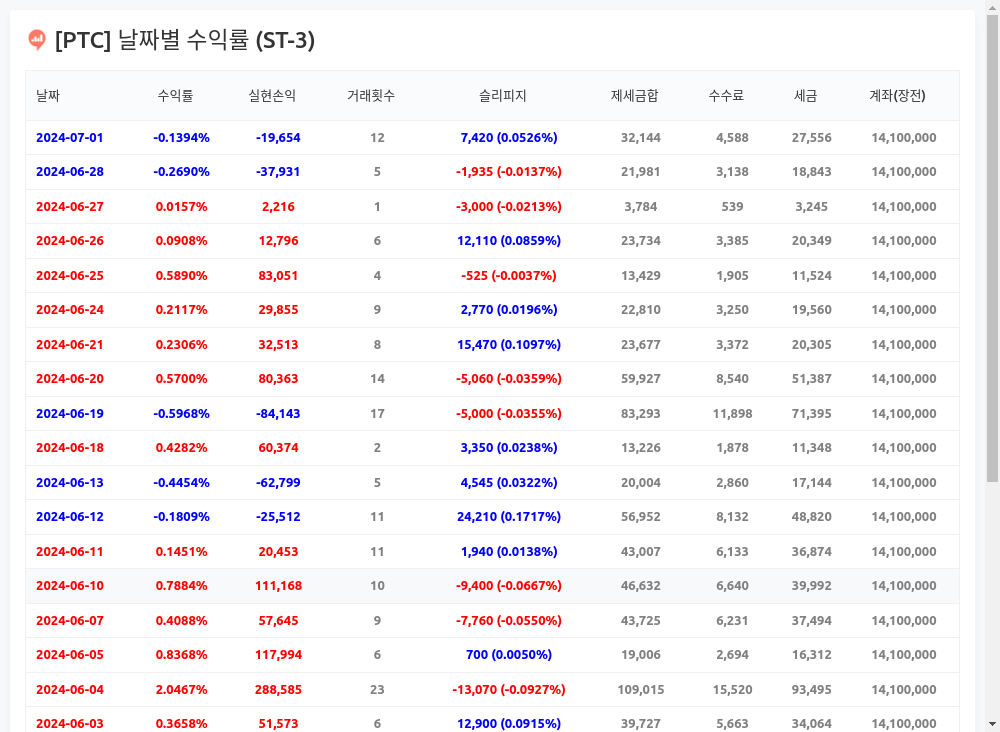 [PTC] 날짜별 수익률 (ST-3)
날짜 수익률 실현손익 거래횟수 슬리피지 제세금합 수수료 세금 계좌(장전)
2024-07-01 -0.1394% -19,654 12 7,420 (0.0526%) 32,144 4,588 27,556 14,100,000
2024-06-28 -0.2690% -37,931 5 -1,935 (-0.0137%) 21,981 3,138 18,843 14,100,000
2024-06-27 0.0157% 2,216 1 -3,000 (-0.0213%) 3,784 539 3,245 14,100,000
2024-06-26 0.0908% 12,796 6 12,110 (0.0859%) 23,734 3,385 20,349 14,100,000
2024-06-25 0.5890% 83,051 4 -525 (-0.0037%) 13,429 1,905 11,524 14,100,000
2024-06-24 0.2117% 29,855 9 2,770 (0.0196%) 22,810 3,250 19,560 14,100,000
2024-06-21 0.2306% 32,513 8 15,470 (0.1097%) 23,677 3,372 20,305 14,100,000
2024-06-20 0.5700% 80,363 14 -5,060 (-0.0359%) 59,927 8,540 51,387 14,100,000
2024-06-19 -0.5968% -84,143 17 -5,000 (-0.0355%) 83,293 11,898 71,395 14,100,000
2024-06-18 0.4282% 60,374 2 3,350 (0.0238%) 13,226 1,878 11,348 14,100,000
2024-06-13 -0.4454% -62,799 5 4,545 (0.0322%) 20,004 2,860 17,144 14,100,000
2024-06-12 -0.1809% -25,512 11 24,210 (0.1717%) 56,952 8,132 48,820 14,100,000
2024-06-11 0.1451% 20,453 11 1,940 (0.0138%) 43,007 6,133 36,874 14,100,000
2024-06-10 0.7884% 111,168 10 -9,400 (-0.0667%) 46,632 6,640 39,992 14,100,000
2024-06-07 0.4088% 57,645 9 -7,760 (-0.0550%) 43,725 6,231 37,494 14,100,000
2024-06-05 0.8368% 117,994 6 700 (0.0050%) 19,006 2,694 16,312 14,100,000
2024-06-04 2.0467% 288,585 23 -13,070 (-0.0927%) 109,015 15,520 93,495 14,100,000
2024-06-03 0.3658% 51,573 6 12,900 (0.0915%) 39,727 5,663 34,064 14,100,000